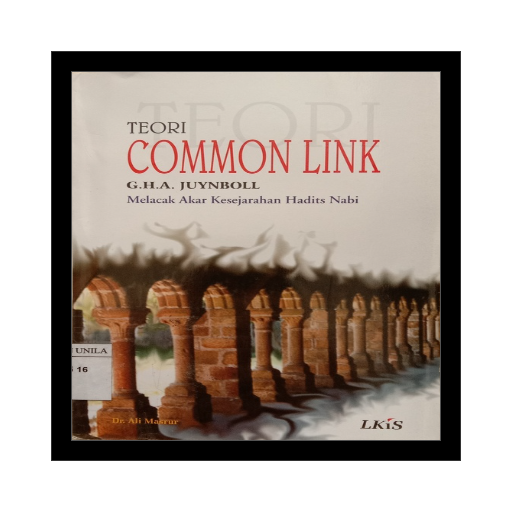 TEORI
TEORI
COMMON LINK
G.H.A. JUYNBOLL
Melacak Akar Kesejarahan Hadits Nabi
UNILA
16
Dr. Ali Masrur
LKiS